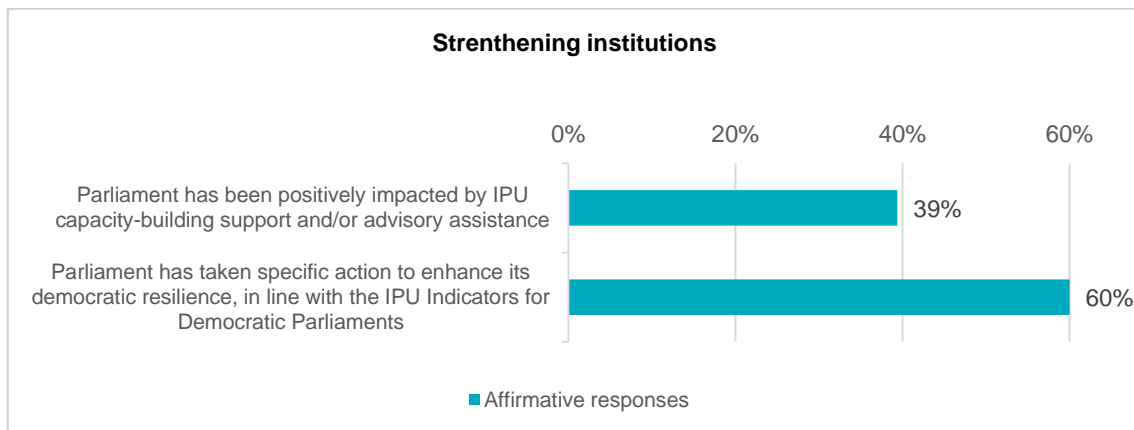 Strenthening institutions
0% 20% 40% 60%
Parliament has been positively impacted by IPU
capacity-building support and/or advisory assistance
39%
Parliament has taken specific action to enhance its
democratic resilience, in line with the IPU Indicators for
Democratic Parliaments
60%
Affirmative responses